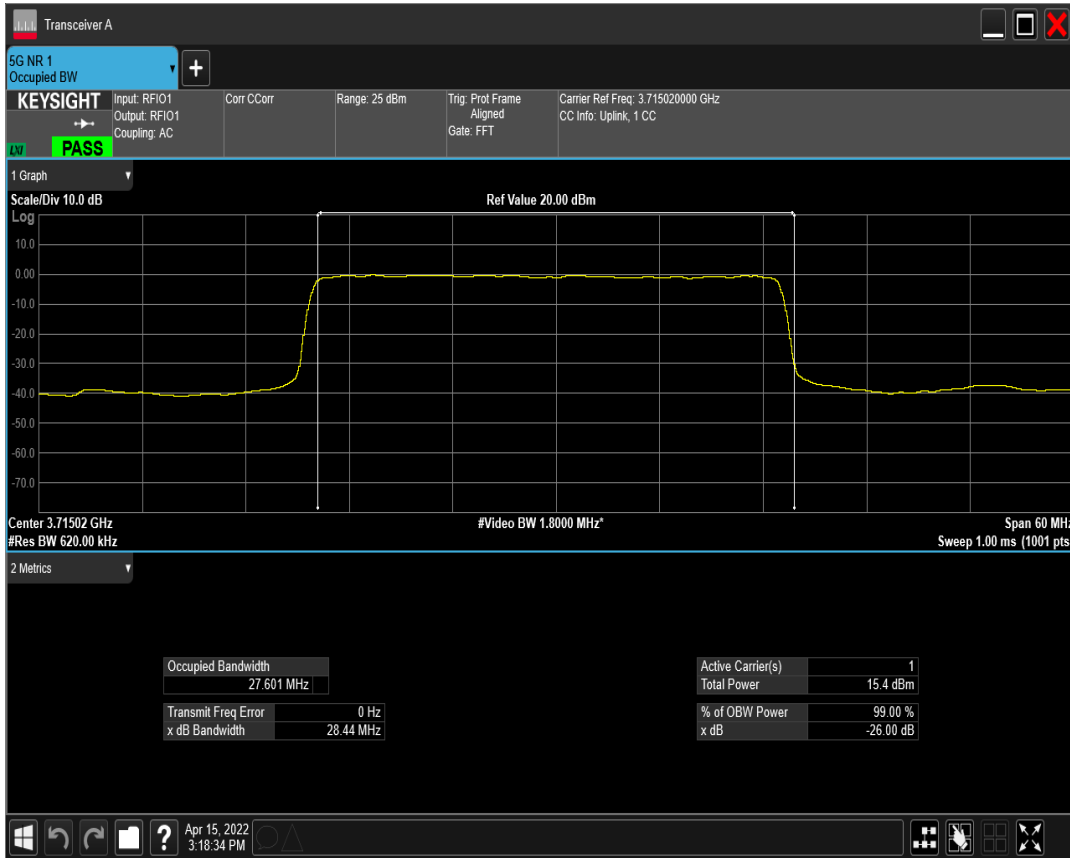 Transceiver A
5G NR 1
Occupied BW
KEYSIGHT
LXI
PASS
Input: RFIO1
Output: RFIO1
Coupling: AC
Corr CCorr
Range: 25 dBm
Trig: Prot Frame
Aligned
Gate: FFT
Carrier Ref Freq: 3.715020000 GHz
CC Info: Uplink, 1 CC
1 Graph
Scale/Div 10.0 dB
Ref Value 20.00 dBm
Log
10.0
0.00
-10.0
-20.0
-30.0
-40.0
-50.0
-60.0
-70.0
Center 3.71502 GHz
#Video BW 1.8000 MHz*
Span 60 MHz
#Res BW 620.00 kHz
Sweep 1.00 ms (1001 pts
2 Metrics
Occupied Bandwidth
27.601 MHz
Transmit Freq Error 0 Hz
x dB Bandwidth 28.44 MHz
Active Carrier(s) 1
Total Power 15.4 dBm
% of OBW Power 99.00 %
x dB -26.00 dB
?
Apr 15, 2022
3:18:34 PM